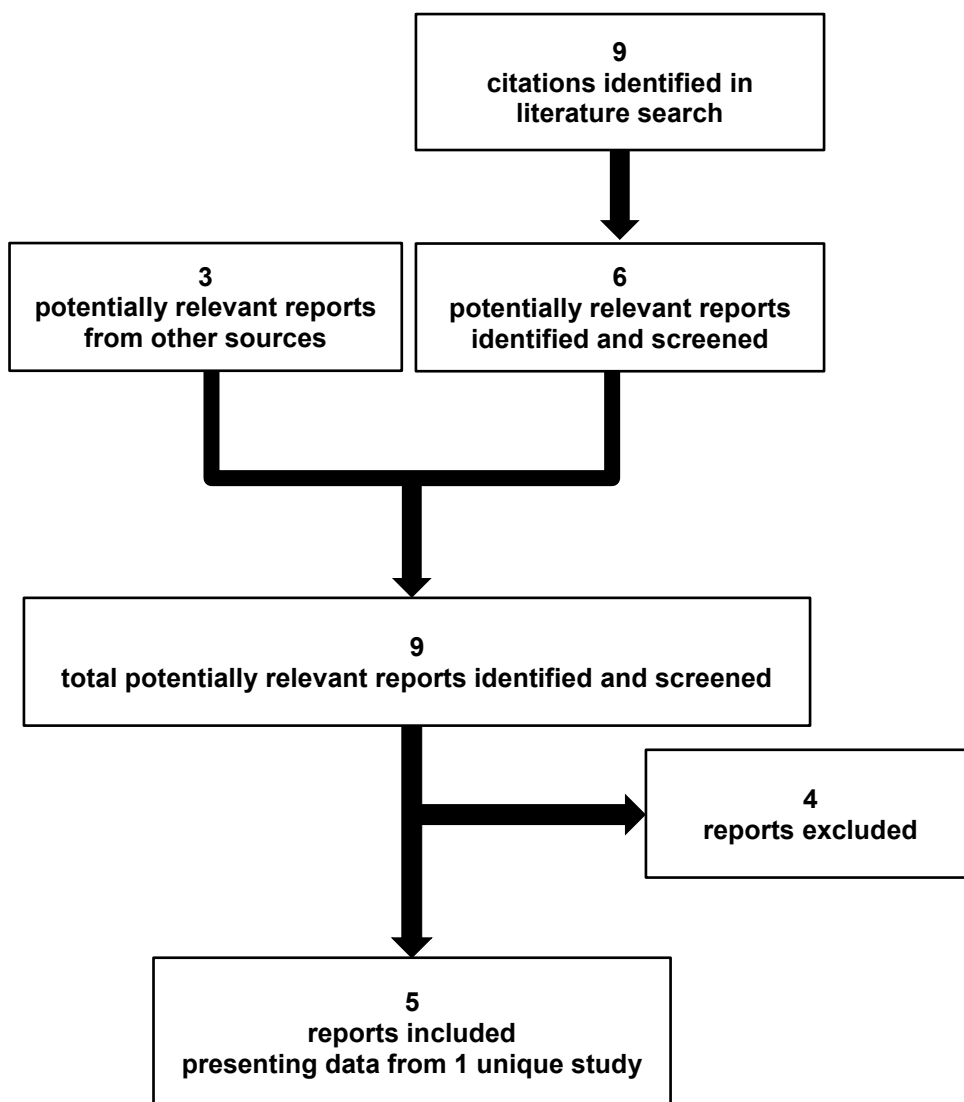 9
citations identified in
literature search
3
potentially relevant reports
from other sources
6
potentially relevant reports
identified and screened
9
total potentially relevant reports identified and screened
4
reports excluded
5
reports included
presenting data from 1 unique study